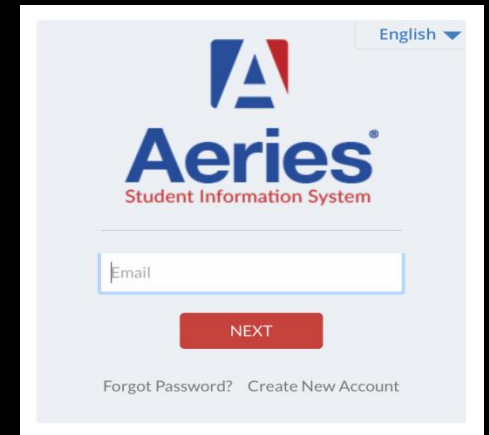 English
Aeries®
Student Information System
Email
NEXT
Forgot Password? Create New Account